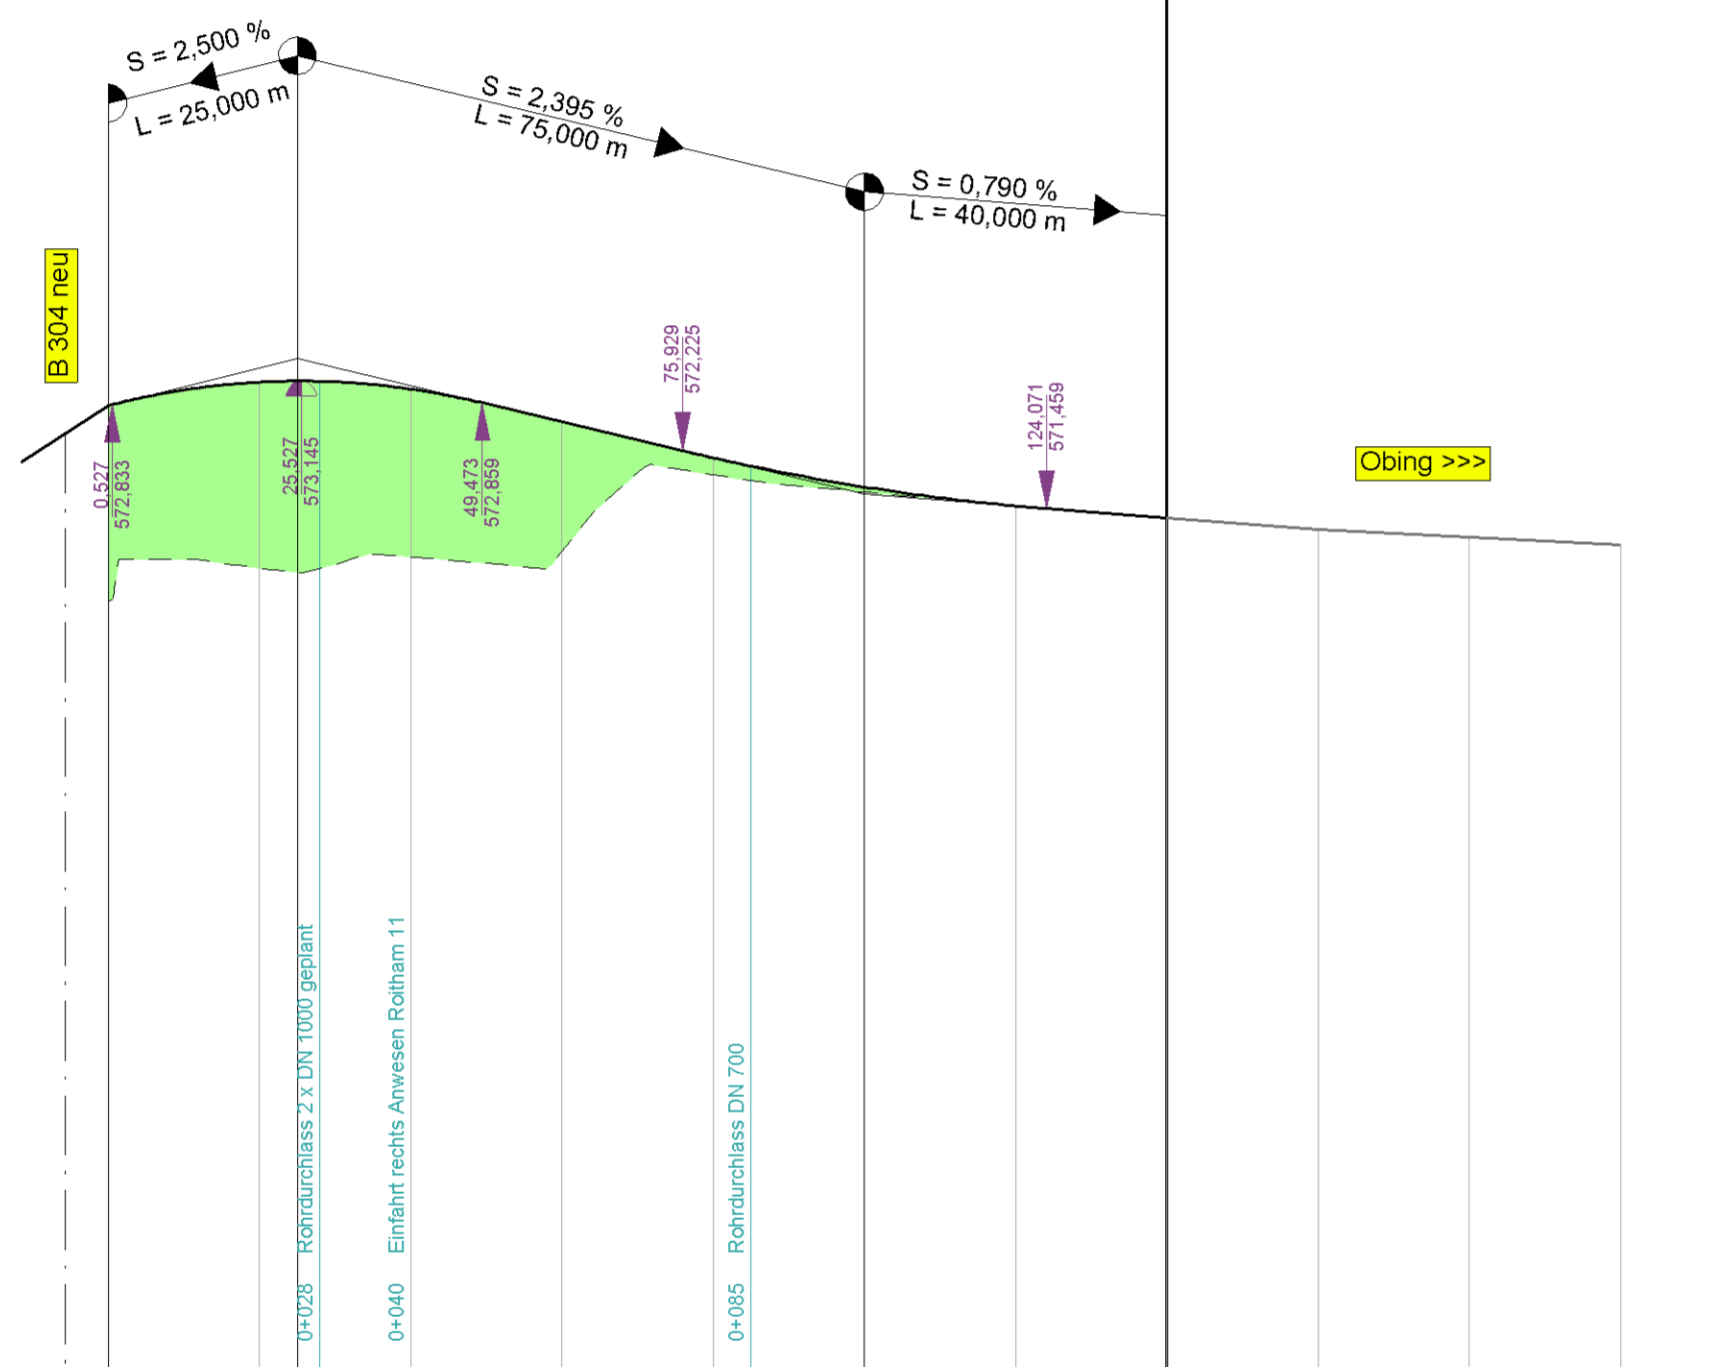 S = 2,500 %
L = 25,000 m
S = 2,395 %
L = 75,000 m
S = 0,790 %
L = 40,000 m
B 304 neu
0,527
572,833
25,527
573,145
49,473
572,859
75,929
572,225
124,071
571,459
Obing >>>
0+028 Rohrdurchlass 2 x DN 1000 geplant
0+040 Einfahrt rechts Anwesen Roitham 11
0+085 Rohrdurchlass DN 700